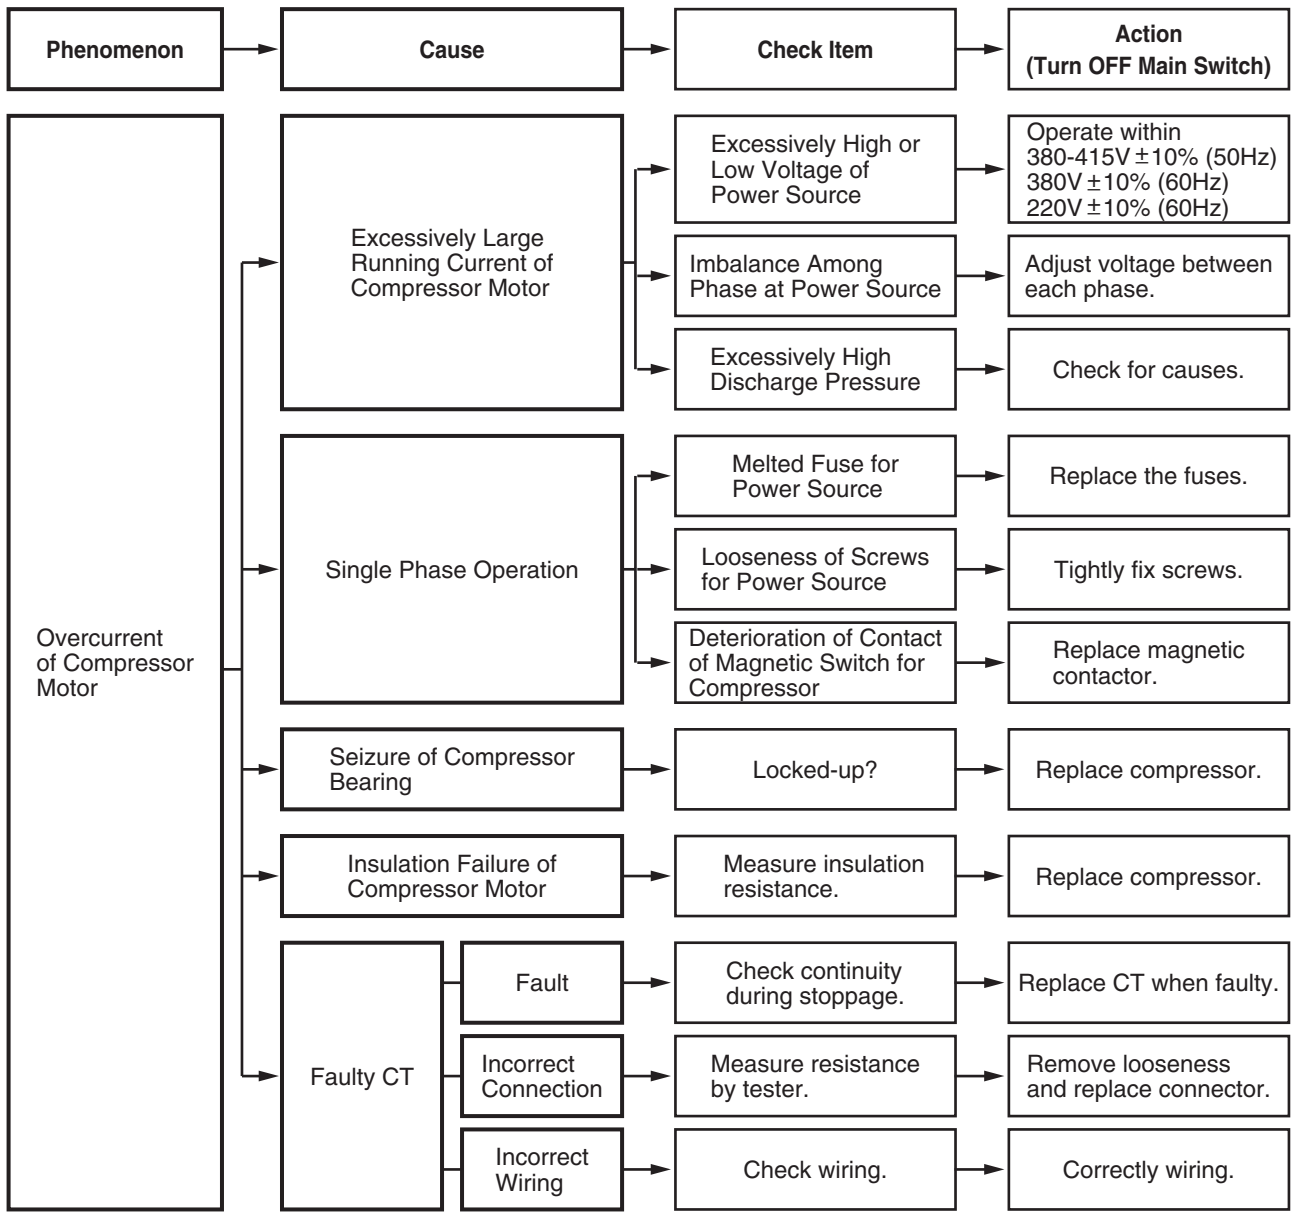 Phenomenon
Cause
Check Item
Action
(Turn OFF Main Switch)
Overcurrent
of Compressor
Motor
Excessively Large
Running Current of
Compressor Motor
Excessively High or
Low Voltage of
Power Source
Operate within
380-415V ±10% (50Hz)
380V ±10% (60Hz)
220V ±10% (60Hz)
Imbalance Among
Phase at Power Source
Adjust voltage between
each phase.
Excessively High
Discharge Pressure
Check for causes.
Single Phase Operation
Melted Fuse for
Power Source
Replace the fuses.
Looseness of Screws
for Power Source
Tightly fix screws.
Deterioration of Contact
of Magnetic Switch for
Compressor
Replace magnetic
contactor.
Seizure of Compressor
Bearing
Locked-up?
Replace compressor.
Insulation Failure of
Compressor Motor
Measure insulation
resistance.
Replace compressor.
Faulty CT
Fault
Check continuity
during stoppage.
Replace CT when faulty.
Incorrect
Connection
Measure resistance
by tester.
Remove looseness
and replace connector.
Incorrect
Wiring
Check wiring.
Correctly wiring.